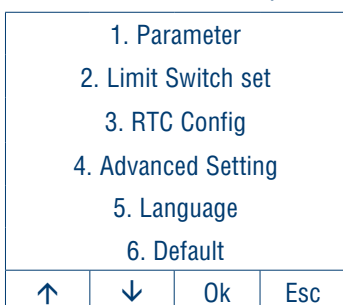 1. Parameter
2. Limit Switch set
3. RTC Config
4. Advanced Setting
5. Language
6. Default
↑ ↓ Ok Esc